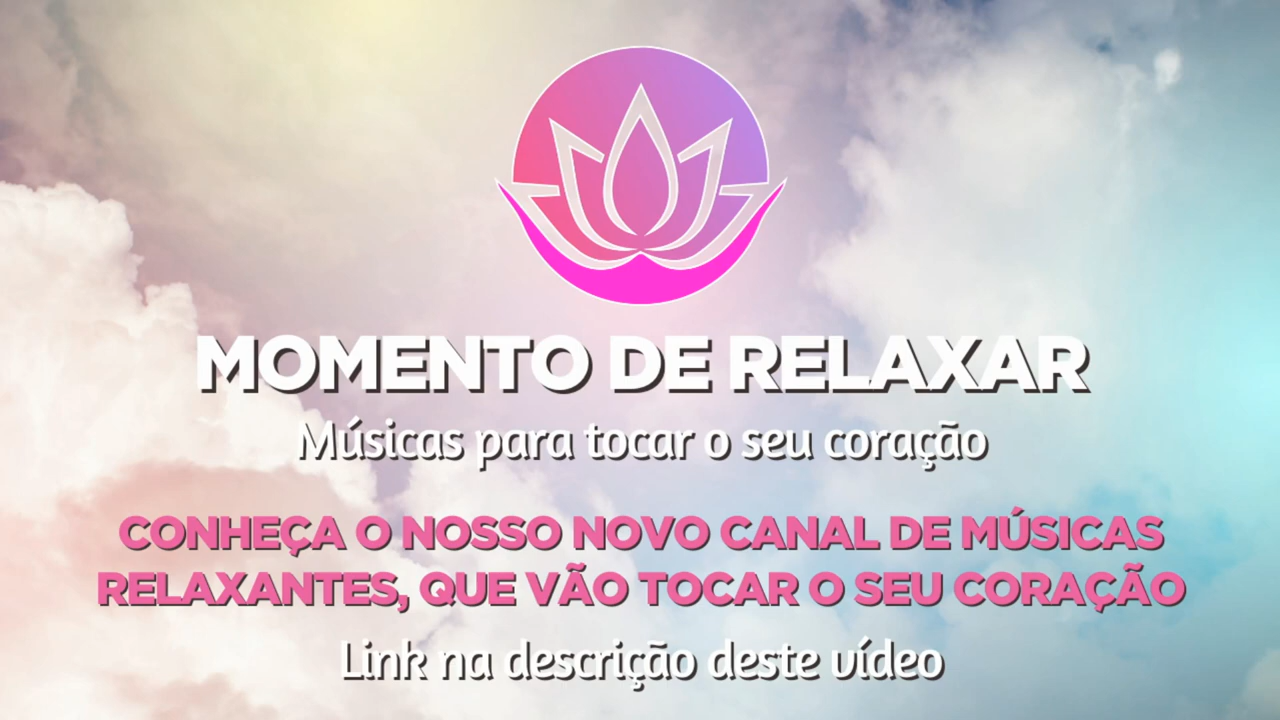 MOMENTO DE RELAXAR
Músicas para tocar o seu coração
CONHEÇA O NOSSO NOVO CANAL DE MÚSICAS
RELAXANTES, QUE VÃO TOCAR O SEU CORAÇÃO
Link na descrição deste vídeo